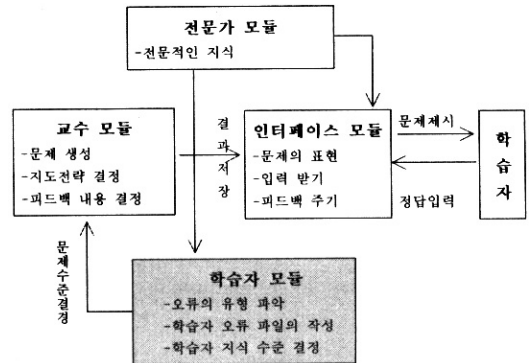 전문가 모듈
-전문적인 지식
교수 모듈
-문제 생성
-지도전략 결정
-피드백 내용 결정
결과저장
인터페이스 모듈
-문제의 표현
-입력 받기
-피드백 주기
문제제시
정답입력
학습자
문제수준결정
학습자 모듈
-오류의 유형 파악
-학습자 오류 파일의 작성
-학습자 지식 수준 결정